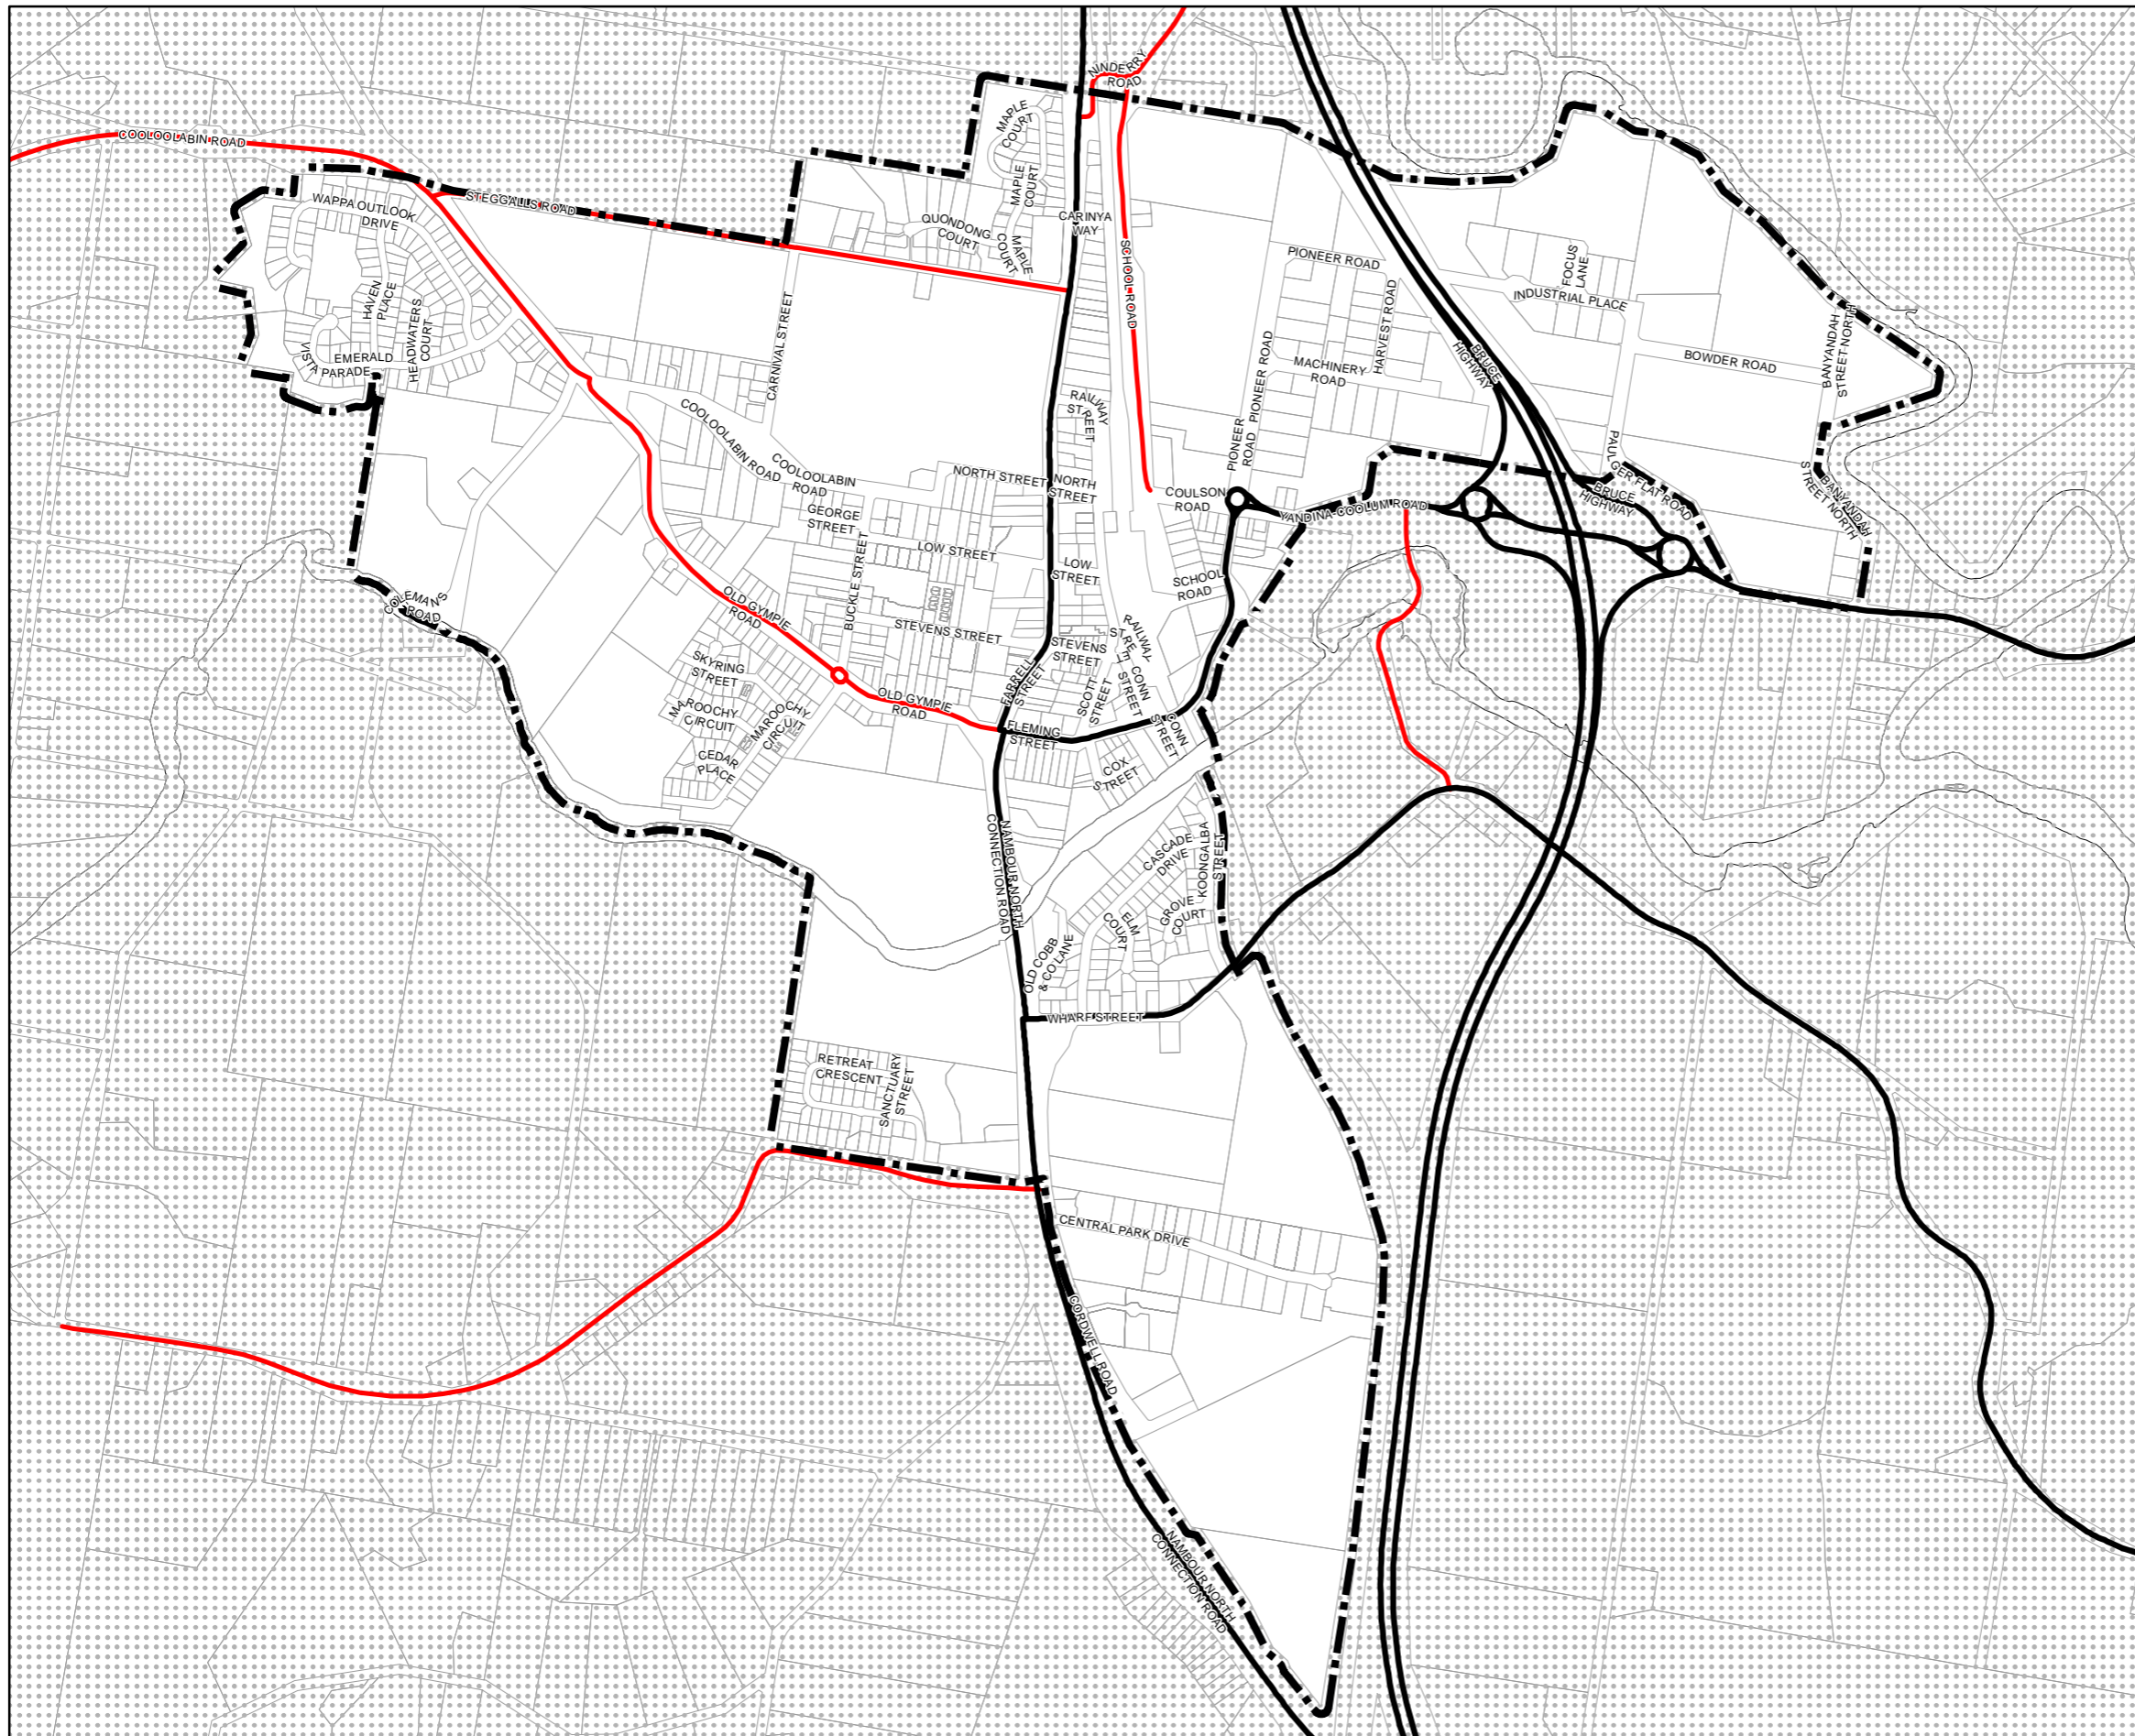 NINDERRY
ROAD
MAPLE
COURT
COOLOOLABIN ROAD
STEGGALLS ROAD
WAPPA OUTLOOK
DRIVE
MAPLE
COURT
QUONDONG
COURT
MAPLE
COURT
CARINYA
WAY
SCHOOL ROAD
PIONEER ROAD
FOCUS
LANE
INDUSTRIAL PLACE
HAVEN
PLACE
HEADWATERS
COURT
CARNIVAL STREET
HARVEST ROAD
BRUCE
HIGHWAY
BANYANDAH
STREET NORTH
BOWDER ROAD
EMERALD
VISTA PARADE
MACHINERY
ROAD
PIONEER ROAD
RAILWAY
STREET
COOLOOLABIN ROAD
COOLOOLABIN
ROAD
NORTH STREET
NORTH
STREET
PIONEER
ROAD
COULSON
ROAD
YANDINA-COOLUM ROAD
PAUL GER FLAT ROAD
BRUCE
HIGHWAY
BANYANDAH
STREET NORTH
GEORGE
STREET
BUCKLE STREET
LOW STREET
LOW
STREET
SCHOOL
ROAD
COLEMANS
ROAD
OLD GYMPIE
ROAD
STEVENS STREET
STEVENS
STREET
RAILWAY
STREET
SKYRING
STREET
FARRELL
STREET
SCOTT
STREET
CONN
STREET
MAROOCHY
CIRCUIT
MAROOCHY
CIRCUIT
OLD GYMPIE
ROAD
FLEMING
STREET
CONN
STREET
CEDAR
PLACE
COX
STREET
NAMBOUR NORTH
CONNECTION ROAD
CASCADE
DRIVE
KOONGALBA
STREET
ELM
COURT
GROVE
COURT
OLD COBB
& CO LANE
WHARF STREET
RETREAT
CRESCENT
SANCTUARY
STREET
CENTRAL PARK DRIVE
CORDWELL ROAD
NAMBOUR NORTH
CONNECTION ROAD